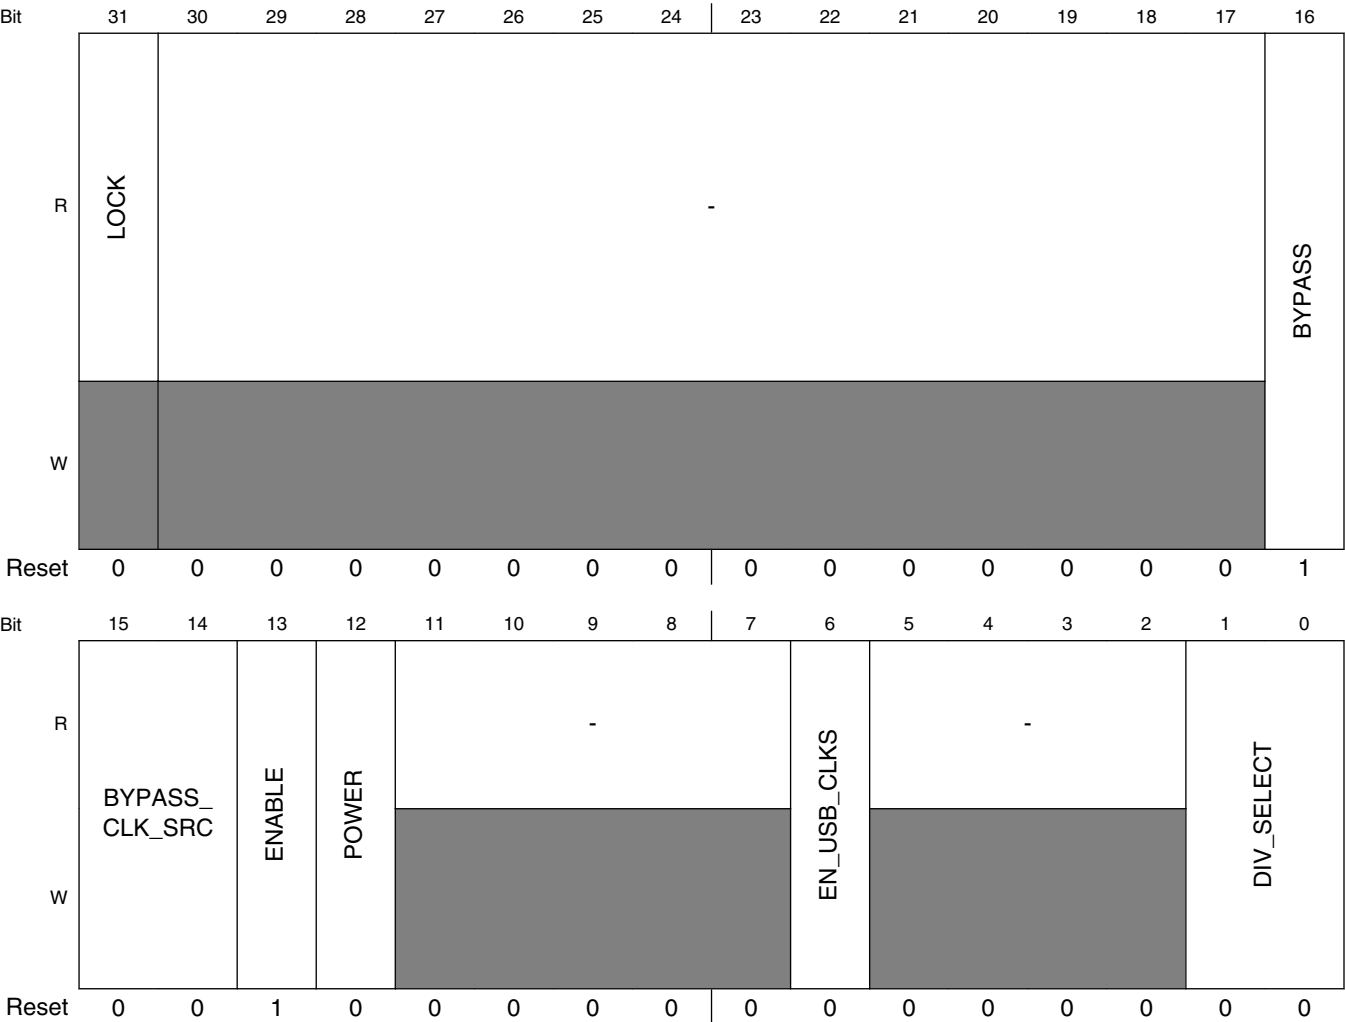 Bit 31 30 29 28 27 26 25 24 23 22 21 20 19 18 17 16
R LOCK - BYPASS
W
Reset 0 0 0 0 0 0 0 0 0 0 0 0 0 0 0 1
Bit 15 14 13 12 11 10 9 8 7 6 5 4 3 2 1 0
R BYPASS_
CLK_SRC ENABLE POWER - EN_USB_CLKS - DIV_SELECT
W
Reset 0 0 1 0 0 0 0 0 0 0 0 0 0 0 0 0